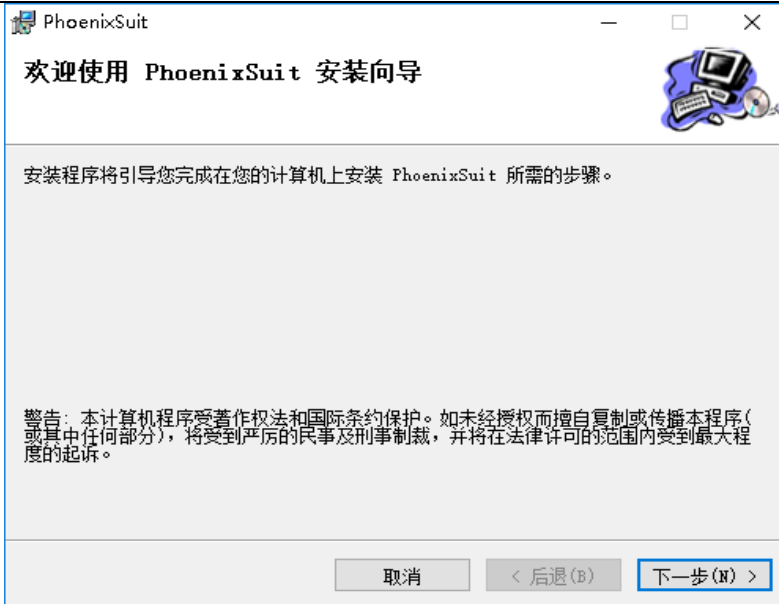 PhoenixSuit
欢迎使用 PhoenixSuit 安装向导
安装程序将引导您完成在您的计算机上安装 PhoenixSuit 所需的步骤。
警告: 本计算机程序受著作权法和国际条约保护。如未经授权而擅自复制或传播本程序(
或其中任何部分)，将受到严厉的民事及刑事制裁，并将在法律许可的范围内受到最大程
度的起诉。
取消 < 后退(B) 下一步(N) >